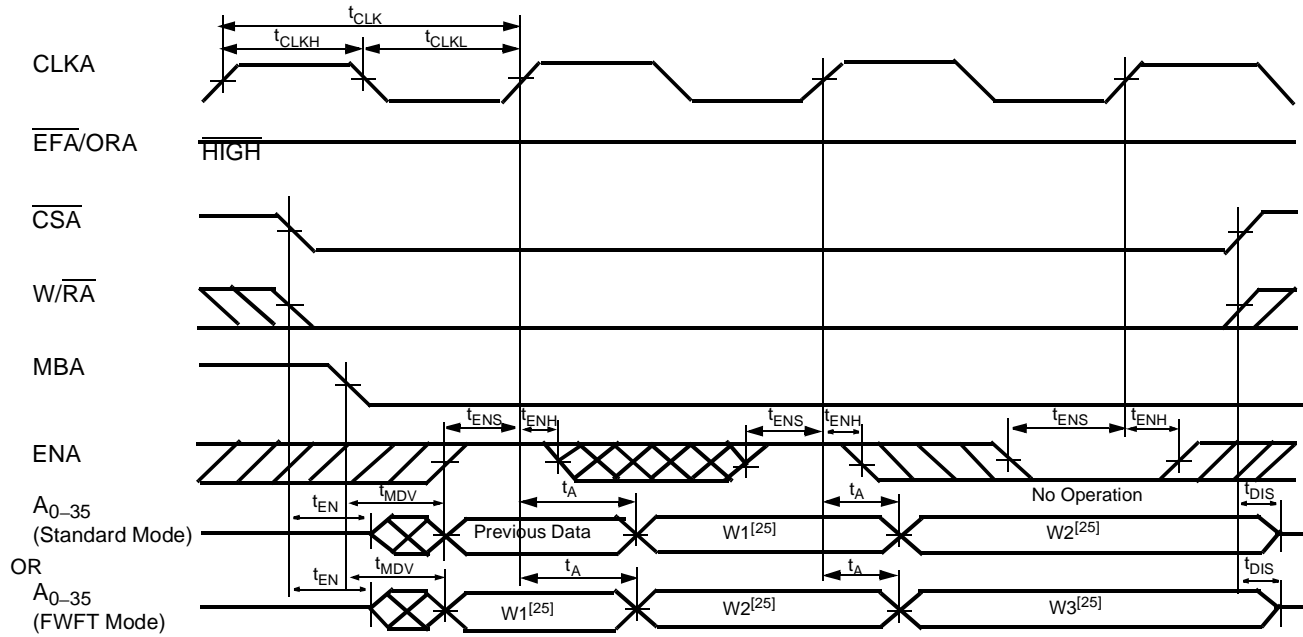 tCLK
tCLKH tCLKL
CLKA
EFA/ORA HIGH
CSA
W/RA
MBA
tENS tENH tENS tENH tENS tENH
ENA
No Operation
tEN tMDV tA tA tDIS
A0–35
(Standard Mode) Previous Data W1[25] W2[25]
OR
tEN tMDV tA tA tDIS
A0–35
(FWFT Mode) W1[25] W2[25] W3[25]